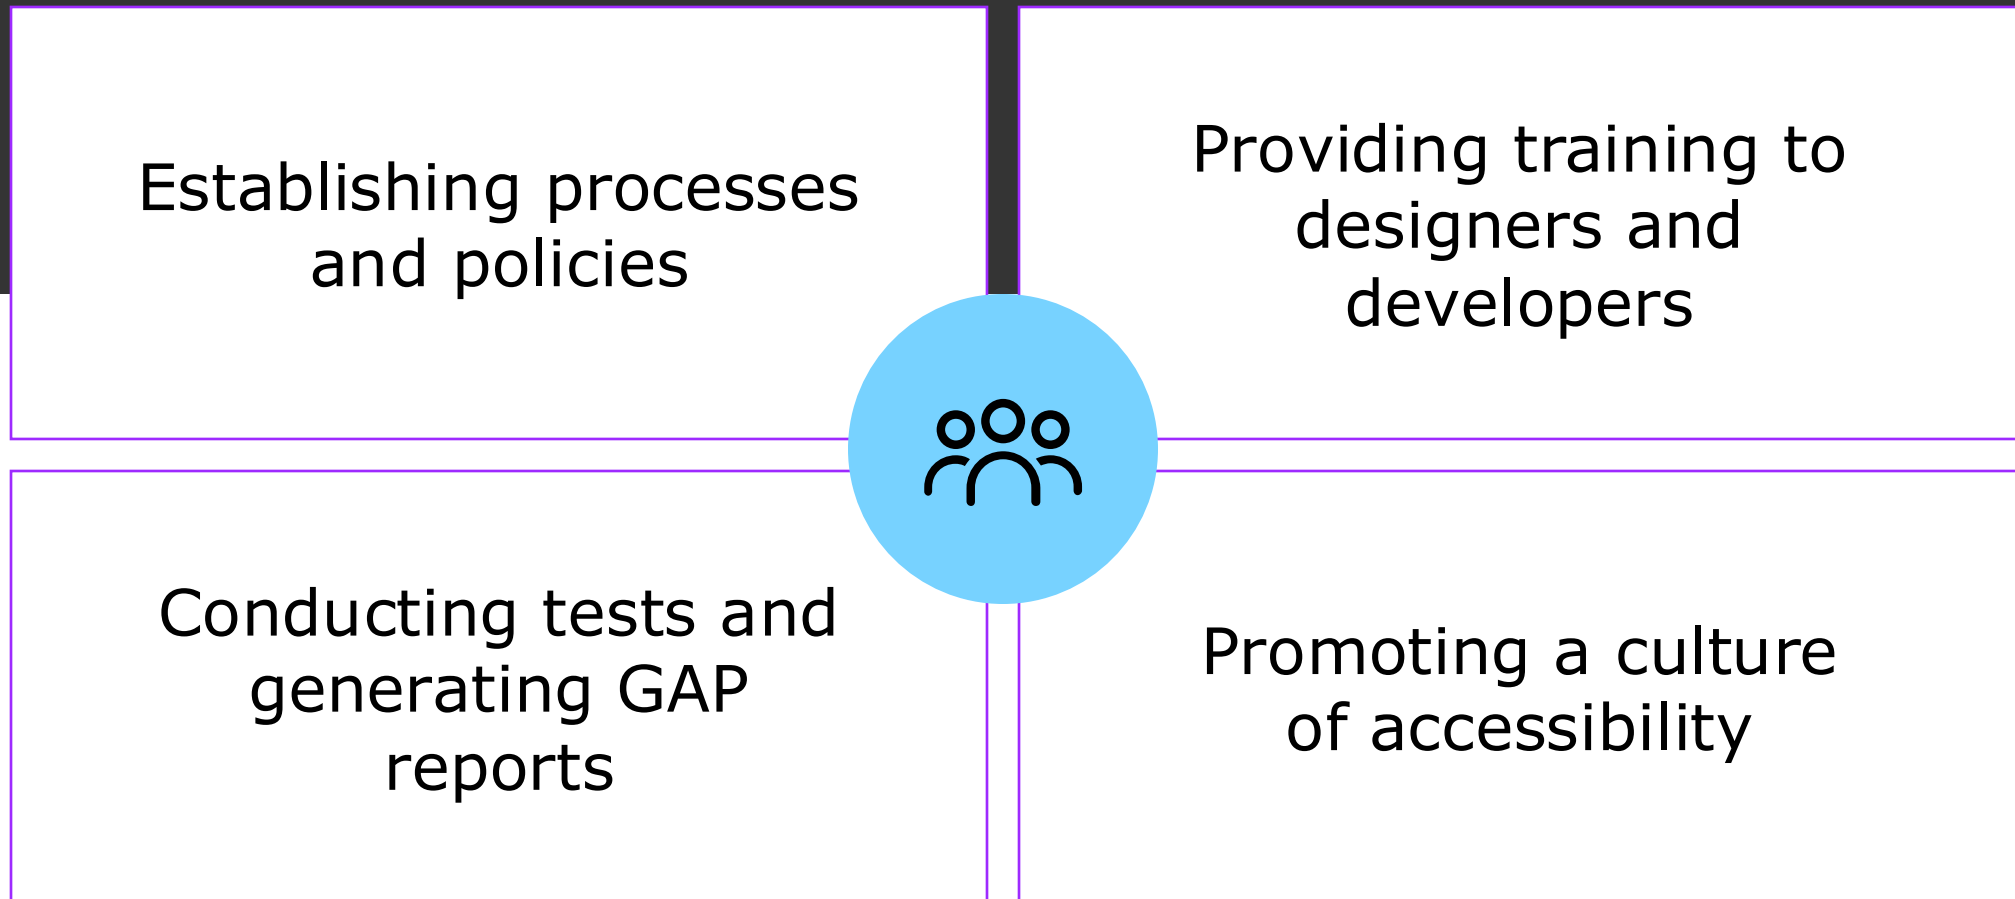 Establishing processes
and policies
Providing training to
designers and
developers
Conducting tests and
generating GAP
reports
Promoting a culture
of accessibility